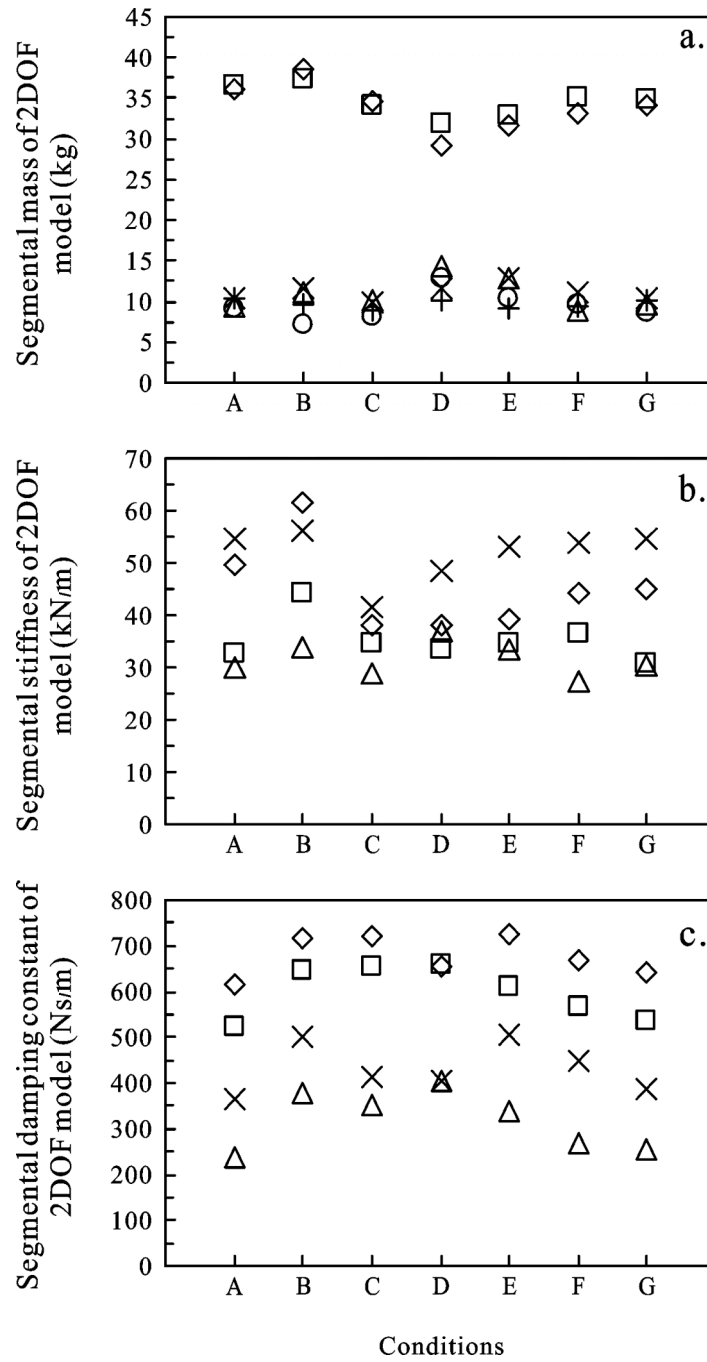 Segmental mass of 2DOF
model (kg)
a.
45
40
35
30
25
20
15
10
5
0
A B C D E F G
Segmental stiffness of 2DOF
model (kN/m)
b.
70
60
50
40
30
20
10
0
A B C D E F G
Segmental damping constant of
2DOF model (Ns/m)
c.
800
700
600
500
400
300
200
100
0
A B C D E F G
Conditions